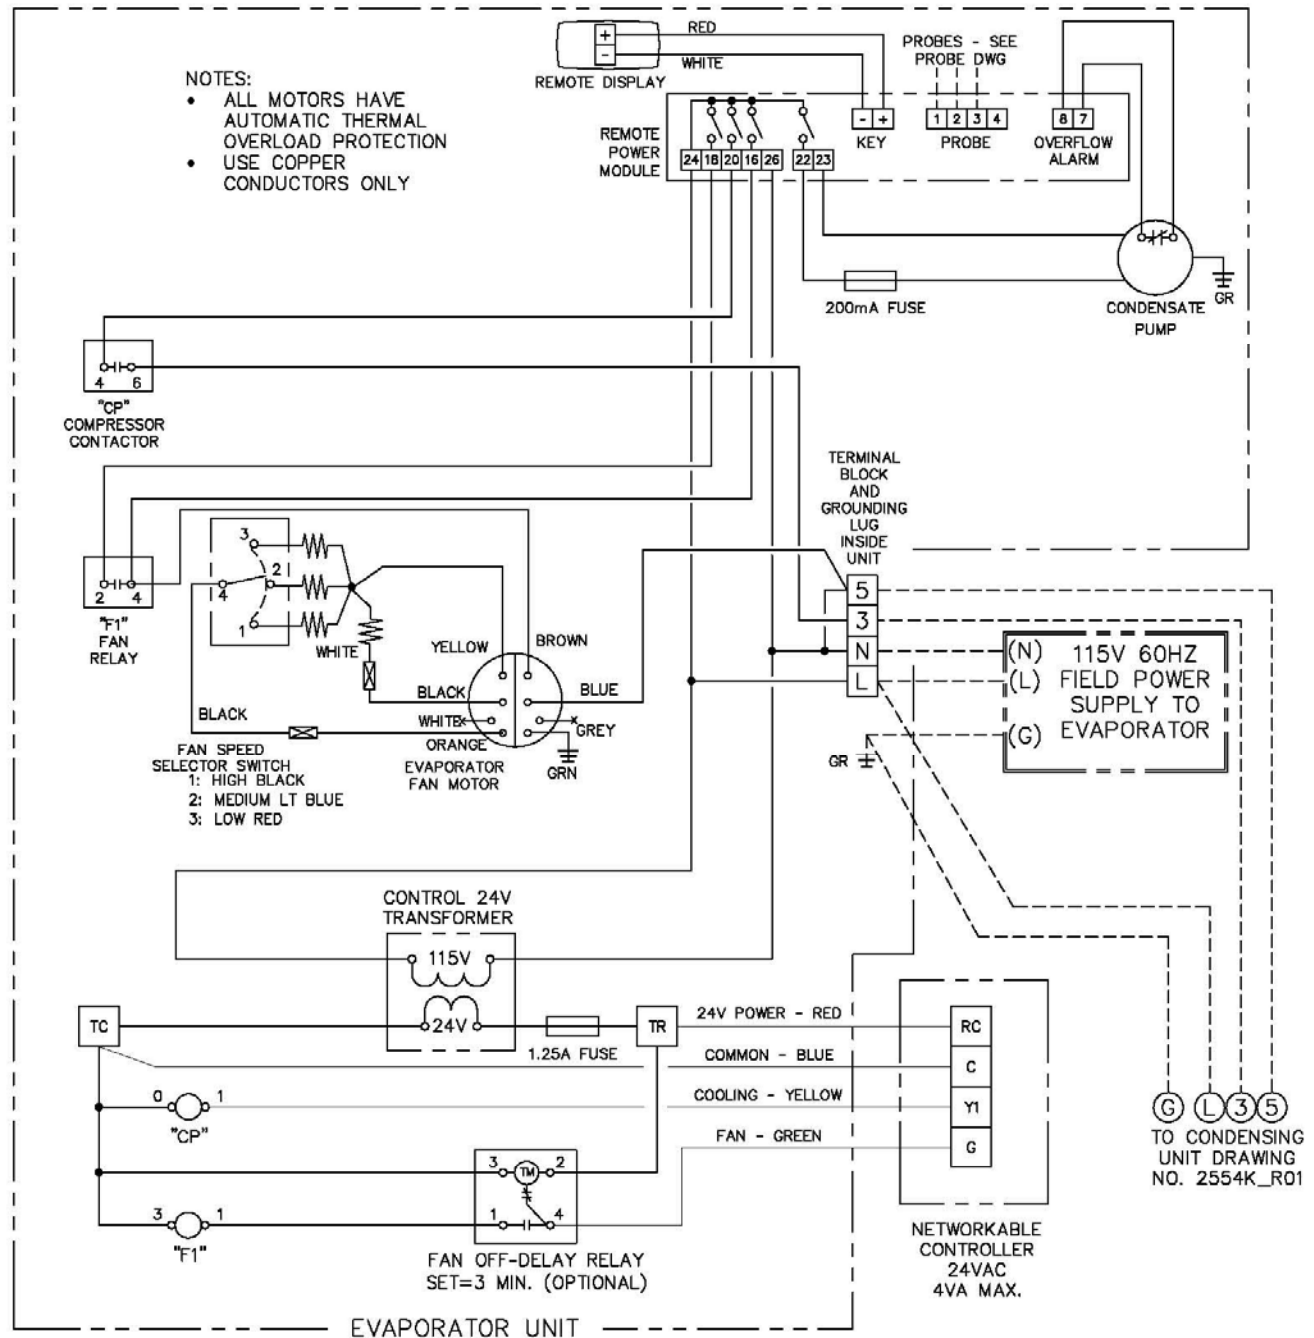 RED
WHITE
+
-
REMOTE DISPLAY
PROBES - SEE
PROBE DWG
NOTES:
• ALL MOTORS HAVE
AUTOMATIC THERMAL
OVERLOAD PROTECTION
• USE COPPER
CONDUCTORS ONLY
REMOTE
POWER
MODULE
24 18 20 16 26 22 23
- +
KEY
1 2 3 4
PROBE
8 7
OVERFLOW
ALARM
200mA FUSE
CONDENSATE
PUMP
GR
4 6
"CP"
COMPRESSOR
CONTACTOR
TERMINAL
BLOCK
AND
GROUNDING
LUG
INSIDE
UNIT
2 4
"F1"
FAN
RELAY
3
2
4
1
WHITE
YELLOW
BROWN
BLACK
BLUE
WHITE
GREY
ORANGE
GRN
BLACK
EVAPORATOR
FAN MOTOR
FAN SPEED
SELECTOR SWITCH
1: HIGH BLACK
2: MEDIUM LT BLUE
3: LOW RED
5
3
N
L
GR
(N)
(L)
(G)
115V 60HZ
FIELD POWER
SUPPLY TO
EVAPORATOR
CONTROL 24V
TRANSFORMER
115V
24V
TC
1.25A FUSE
TR
24V POWER - RED
COMMON - BLUE
COOLING - YELLOW
FAN - GREEN
RC
C
Y1
G
0 1
"CP"
3 TM 2
1 4
3 1
"F1"
FAN OFF-DELAY RELAY
SET=3 MIN. (OPTIONAL)
NETWORKABLE
CONTROLLER
24VAC
4VA MAX.
G L 3 5
TO CONDENSING
UNIT DRAWING
NO. 2554K_R01
EVAPORATOR UNIT